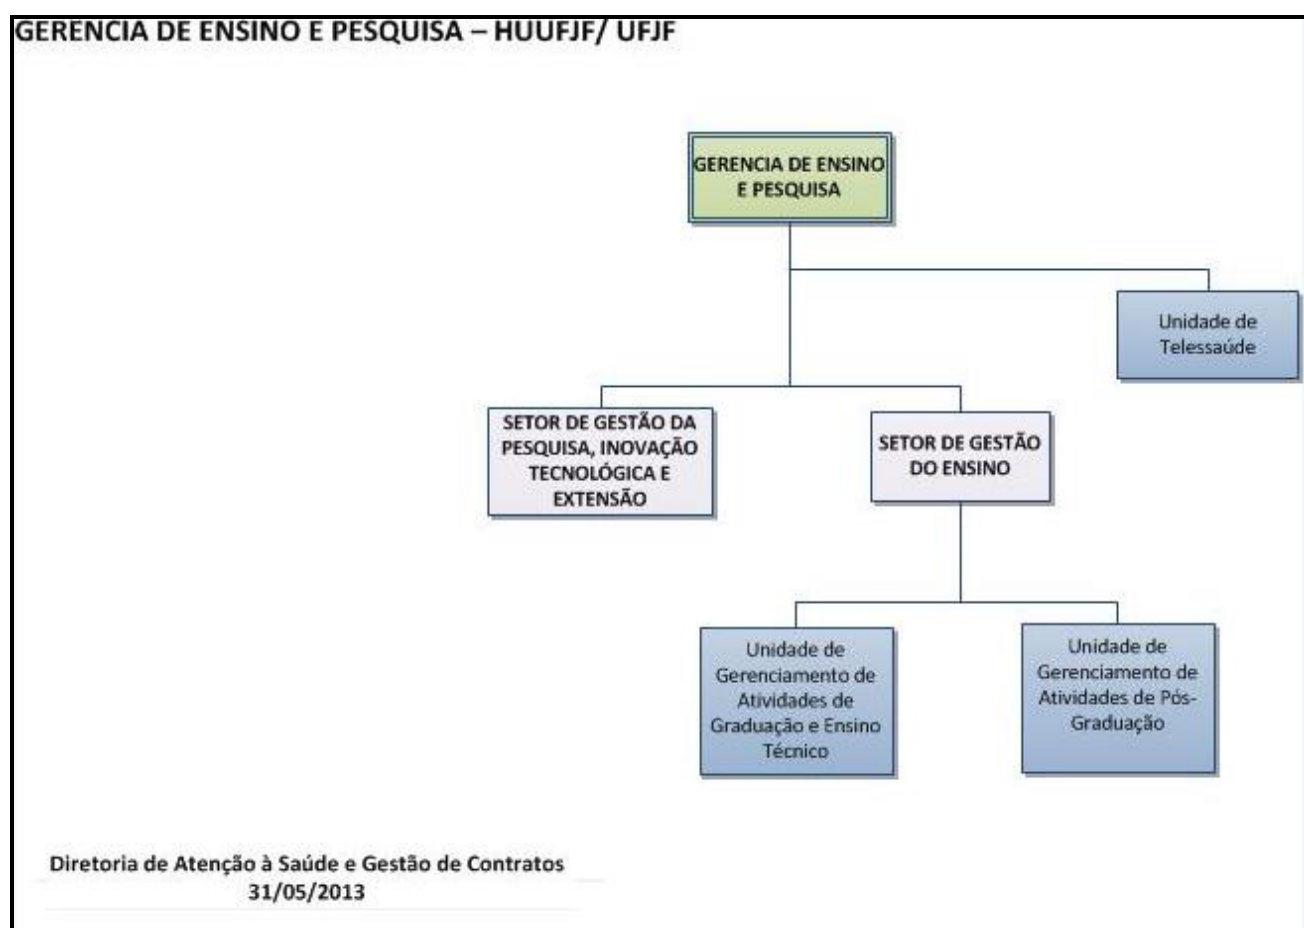 GERENCIA DE ENSINO E PESQUISA – HUUFJF/ UFJF
GERENCIA DE ENSINO
E PESQUISA
Unidade de
Telessaúde
SETOR DE GESTÃO DA
PESQUISA, INOVAÇÃO
TECNOLÓGICA E
EXTENSÃO
SETOR DE GESTÃO
DO ENSINO
Unidade de
Gerenciamento de
Atividades de
Graduação e Ensino
Técnico
Unidade de
Gerenciamento de
Atividades de Pós-
Graduação
Diretoria de Atenção à Saúde e Gestão de Contratos
31/05/2013